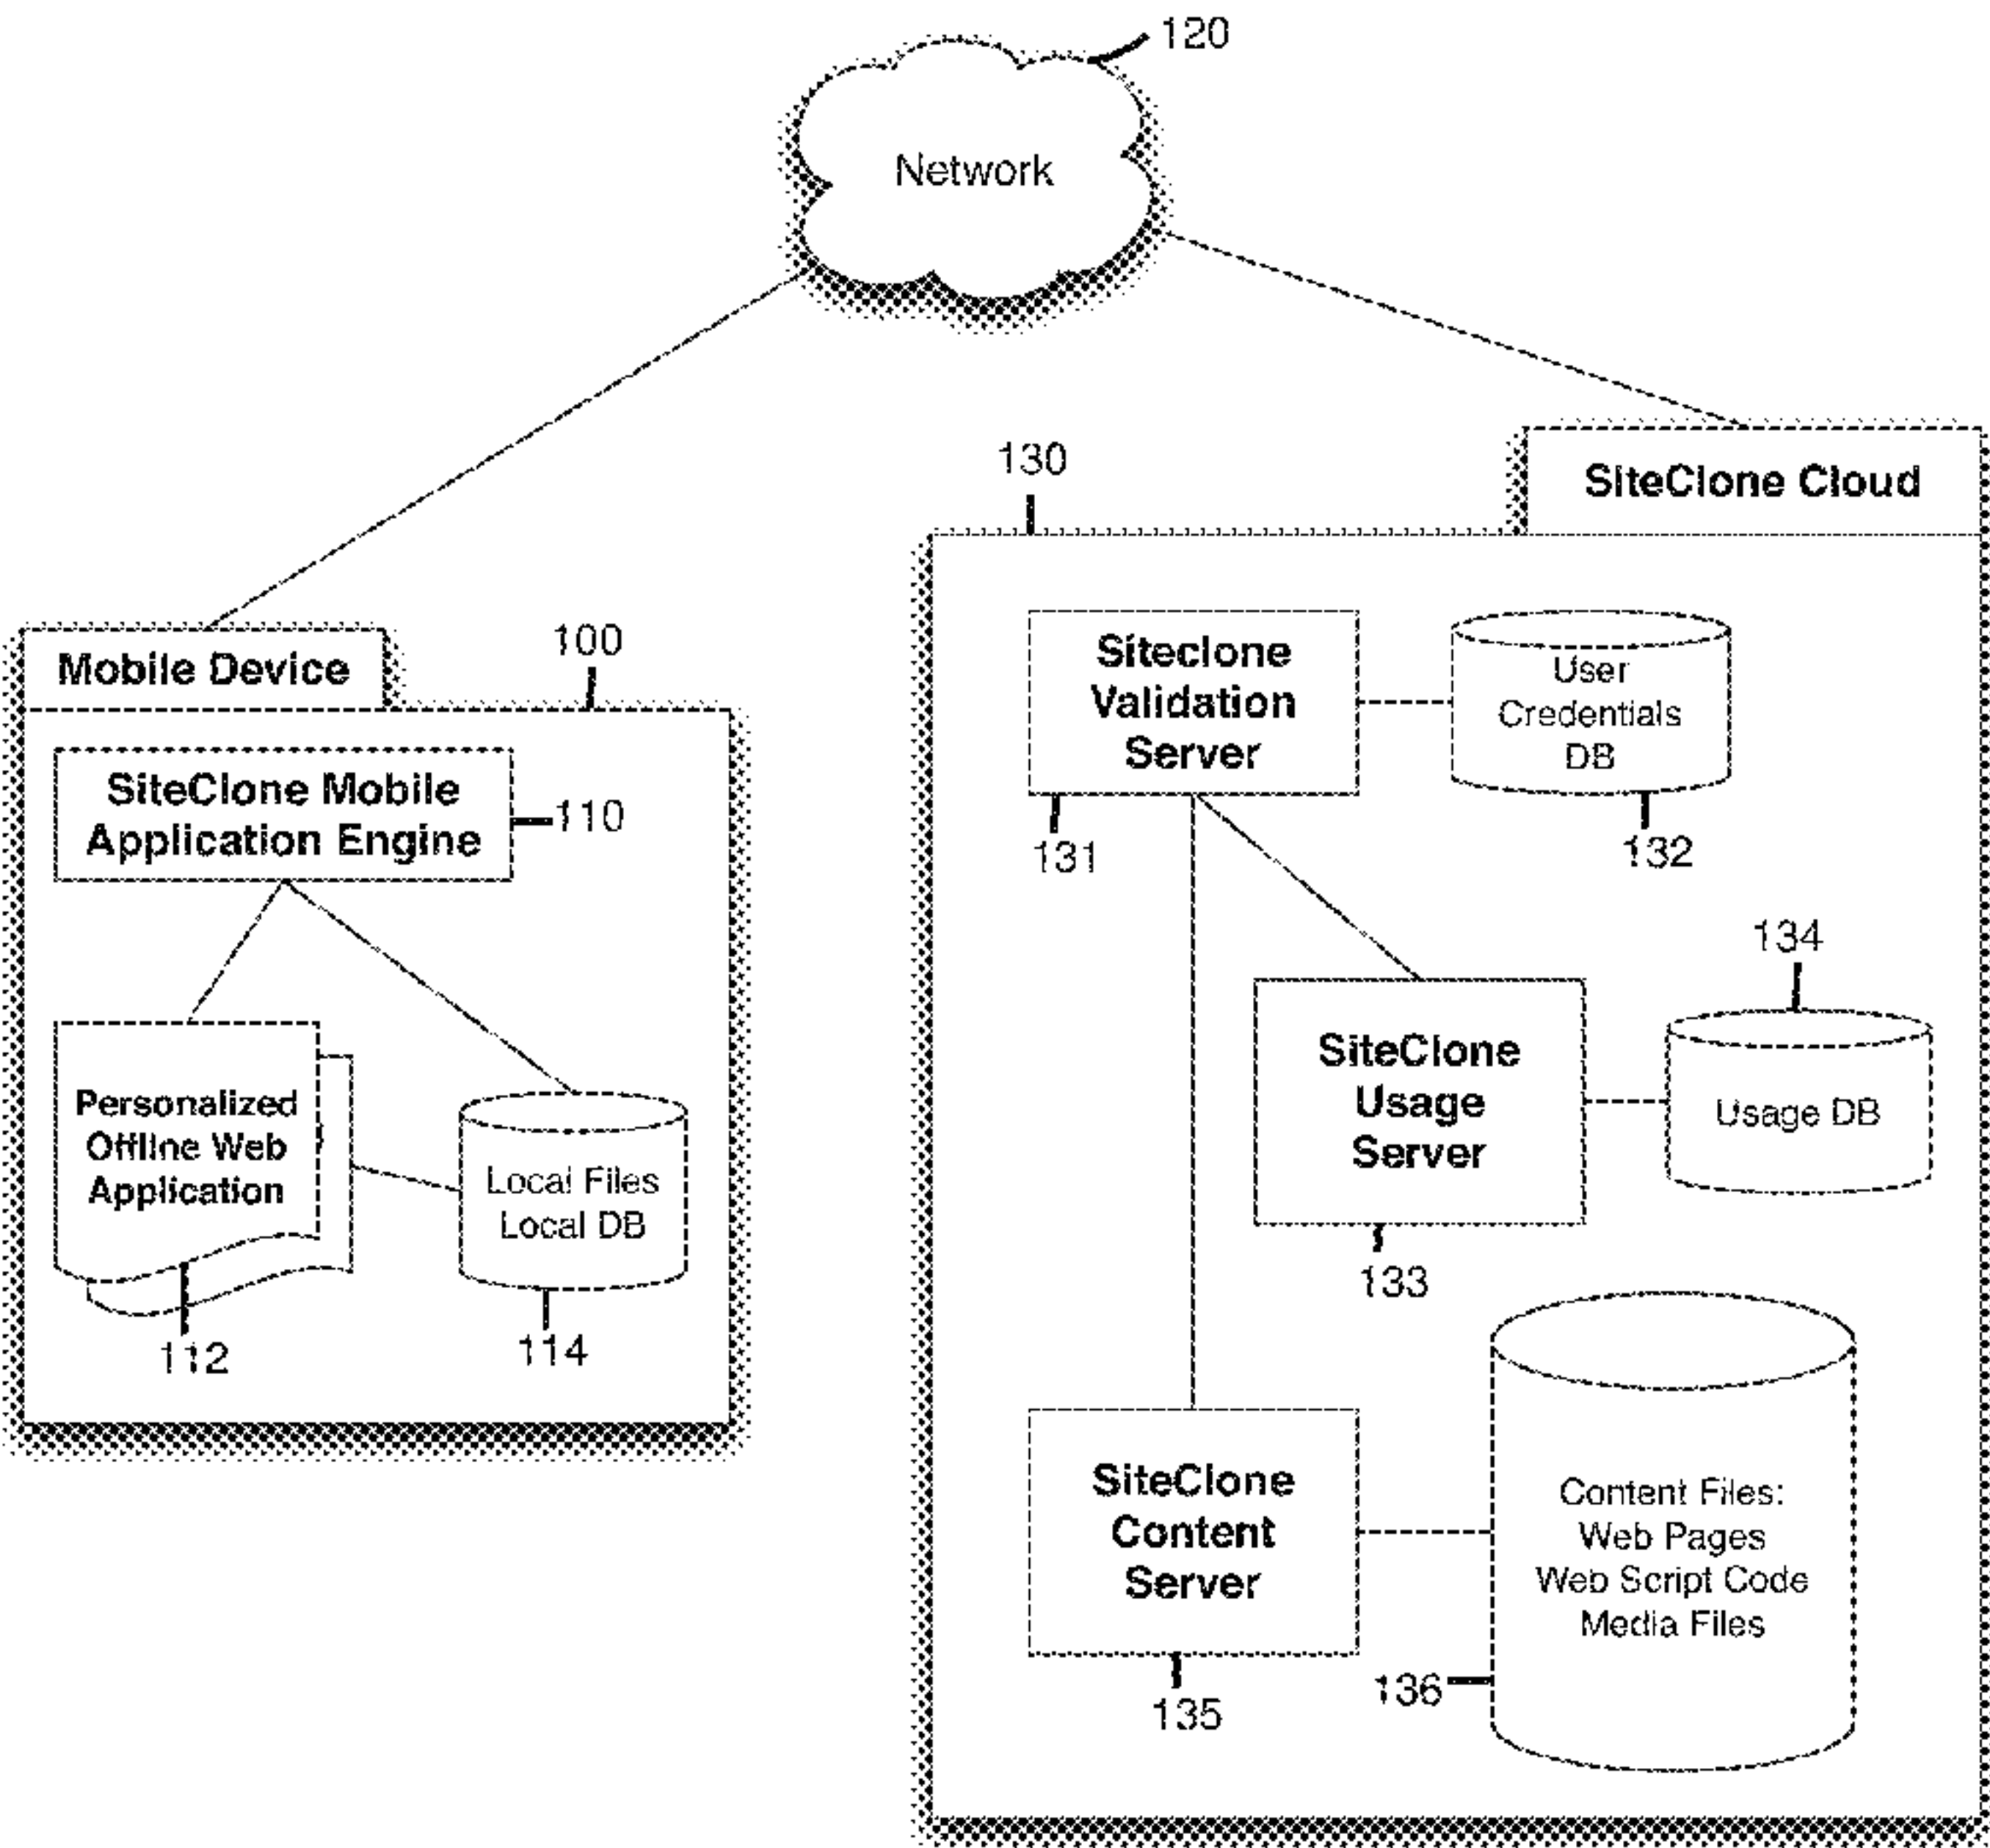 120
Network
130
SiteClone Cloud
Mobile Device
100
SiteClone Mobile
Application Engine
110
Personalized
Offline Web
Application
Local Files
Local DB
112
114
Siteclone
Validation
Server
User
Credentials
DB
131
132
134
SiteClone
Usage
Server
Usage DB
133
SiteClone
Content
Server
Content Files:
Web Pages
Web Script Code
Media Files
135
136